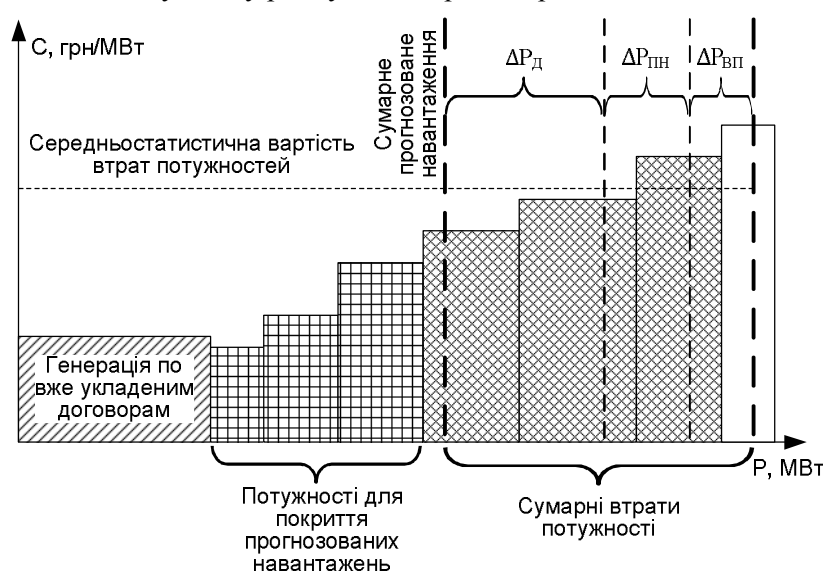 С, грн/МВт
Сумарне
прогнозоване
навантаження
ΔPД
ΔPПН
ΔPВП
Середньостатистична вартість
втрат потужностей
Генерація по
вже укладеним
договорам
P, МВт
Потужності для
покриття
прогнозованих
навантажень
Сумарні втрати
потужності